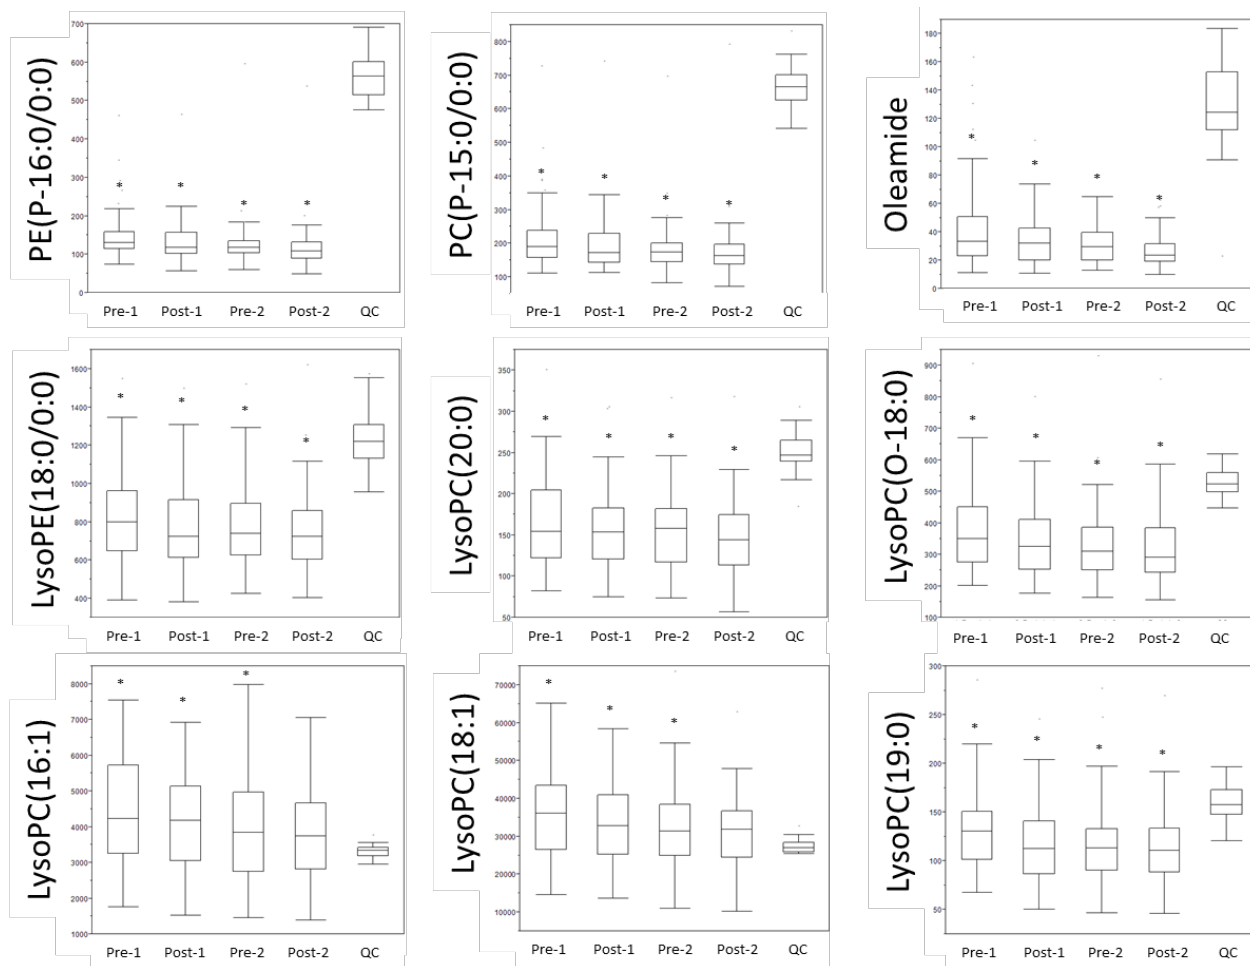 PE(P-16:0/0:0)
700
600
500
400
300
200
100
0
* * * *
Pre-1 Post-1 Pre-2 Post-2 QC
PC(P-15:0/0:0)
800
700
600
500
400
300
200
100
* * * *
Pre-1 Post-1 Pre-2 Post-2 QC
Oleamide
180
160
140
120
100
80
60
40
20
0
* * * *
Pre-1 Post-1 Pre-2 Post-2 QC
LysoPE(18:0/0:0)
1600
1400
1200
1000
800
600
400
* * * *
Pre-1 Post-1 Pre-2 Post-2 QC
LysoPC(20:0)
350
300
250
200
150
100
50
* * * *
Pre-1 Post-1 Pre-2 Post-2 QC
LysoPC(O-18:0)
900
800
700
600
500
400
300
200
100
* * * *
Pre-1 Post-1 Pre-2 Post-2 QC
LysoPC(16:1)
8000
7000
6000
5000
4000
3000
2000
1000
* * *
Pre-1 Post-1 Pre-2 Post-2 QC
LysoPC(18:1)
70000
60000
50000
40000
30000
20000
10000
* * *
Pre-1 Post-1 Pre-2 Post-2 QC
LysoPC(19:0)
300
250
200
150
100
50
* * * *
Pre-1 Post-1 Pre-2 Post-2 QC